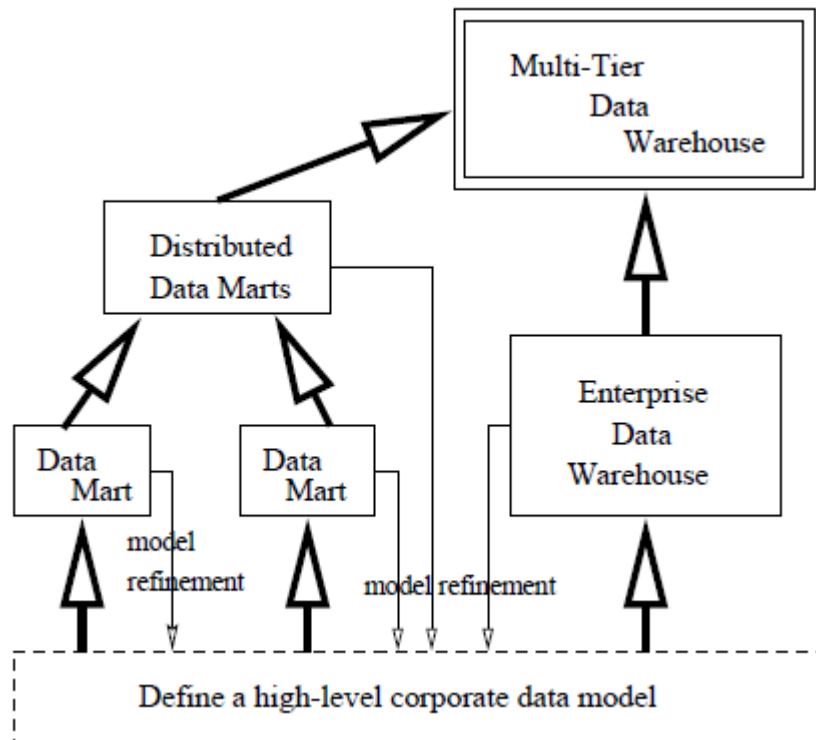 Multi-Tier
Data
Warehouse
Distributed
Data Marts
Enterprise
Data
Warehouse
Data
Mart
Data
Mart
model
refinement
model refinement
Define a high-level corporate data model